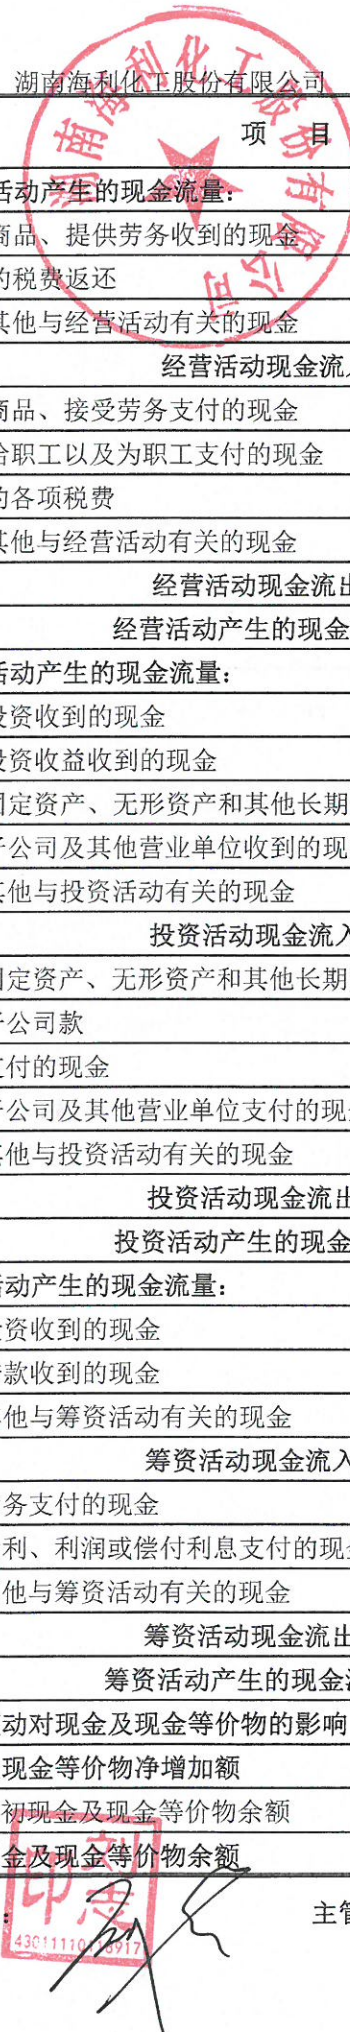 湖南海利化工股份有限公司
项 目
活动产生的现金流量：
商品、提供劳务收到的现金
的税费返还
其他与经营活动有关的现金
经营活动现金流入
商品、接受劳务支付的现金
给职工以及为职工支付的现金
的各项税费
其他与经营活动有关的现金
经营活动现金流出
经营活动产生的现金
活动产生的现金流量：
投资收到的现金
投资收益收到的现金
固定资产、无形资产和其他长期
子公司及其他营业单位收到的现
其他与投资活动有关的现金
投资活动现金流入
固定资产、无形资产和其他长期
子公司款
支付的现金
子公司及其他营业单位支付的现金
其他与投资活动有关的现金
投资活动现金流出
投资活动产生的现金
活动产生的现金流量：
资收到的现金
款收到的现金
他与筹资活动有关的现金
筹资活动现金流入
务支付的现金
利、利润或偿付利息支付的现金
他与筹资活动有关的现金
筹资活动现金流出
筹资活动产生的现金流
动对现金及现金等价物的影响
现金等价物净增加额
初现金及现金等价物余额
金及现金等价物余额
主管
湖南海利化工股份有限公司